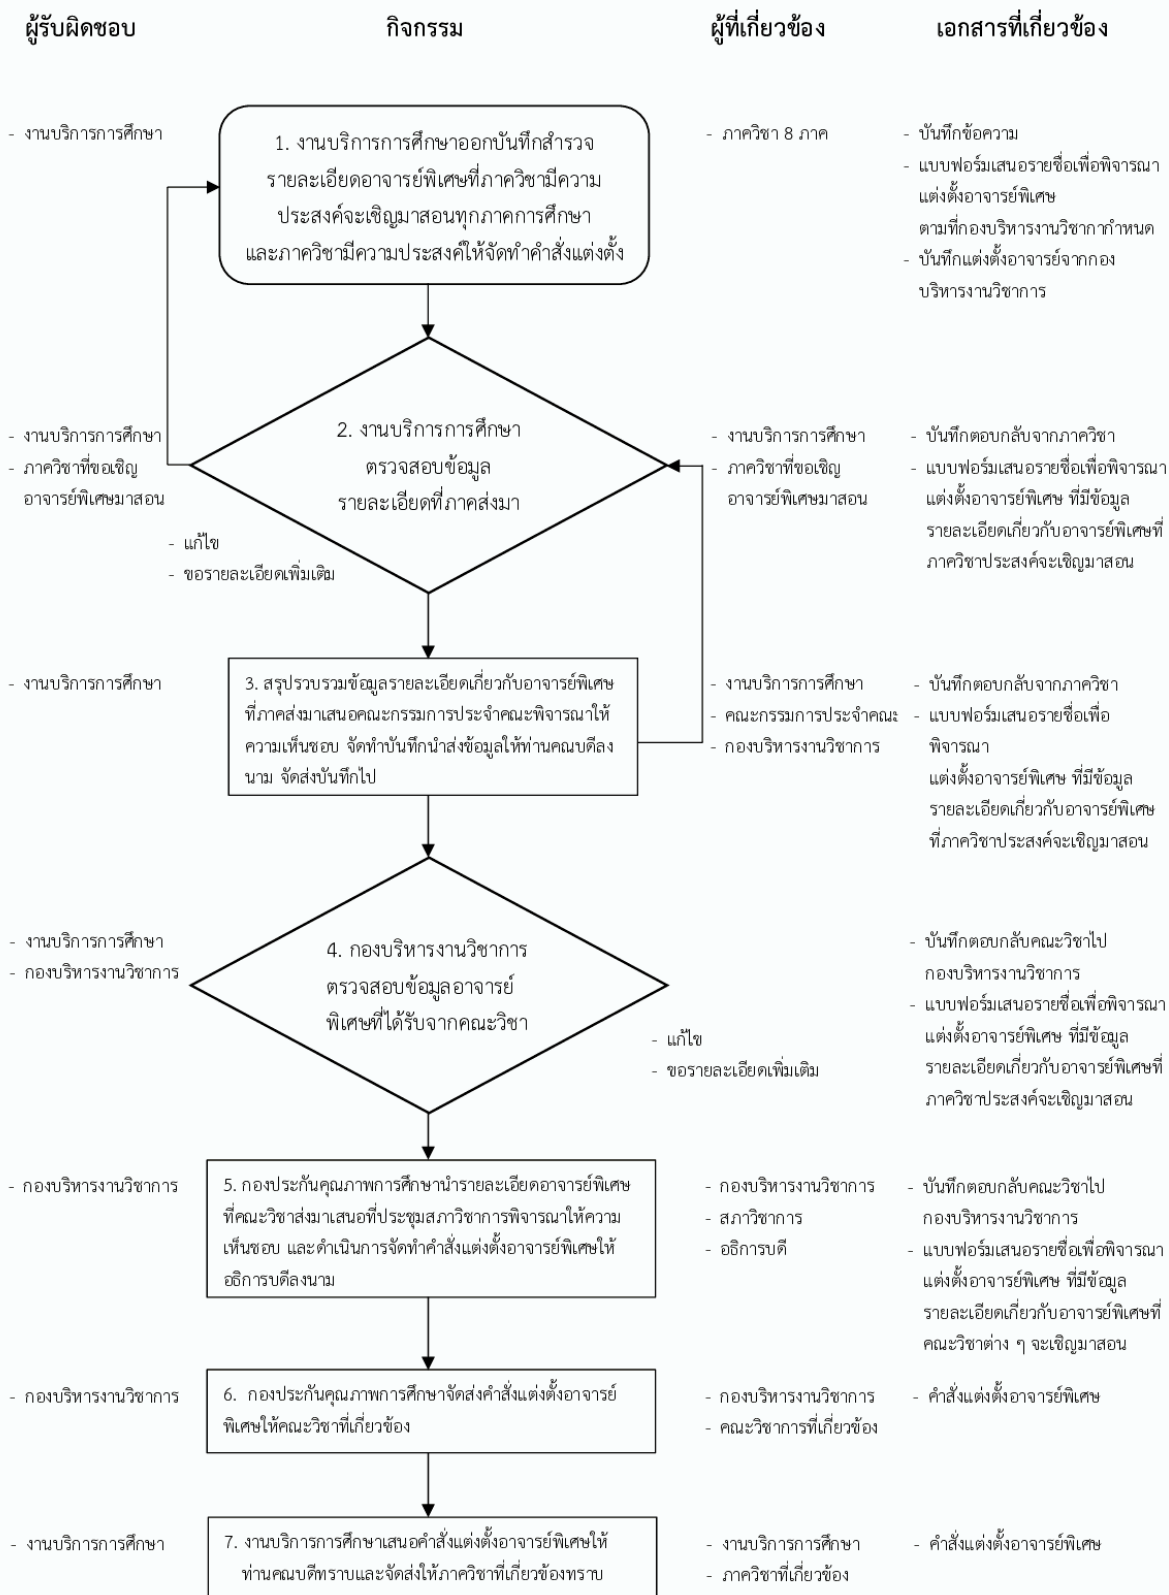 ผู้รับผิดชอบ
กิจกรรม
ผู้ที่เกี่ยวข้อง
เอกสารที่เกี่ยวข้อง
- งานบริการการศึกษา
1. งานบริการการศึกษาออกบันทึกสำรวจ
รายละเอียดอาจารย์พิเศษที่ภาควิชามีความ
ประสงค์จะเชิญมาสอนทุกภาคการศึกษา
และภาควิชามีความประสงค์ให้จัดทำคำสั่งแต่งตั้ง
- ภาควิชา 8 ภาค
- บันทึกข้อความ
- แบบฟอร์มเสนอรายชื่อเพื่อพิจารณา
แต่งตั้งอาจารย์พิเศษ
ตามที่กองบริหารงานวิชากากำหนด
- บันทึกแต่งตั้งอาจารย์จากกอง
บริหารงานวิชาการ
- งานบริการการศึกษา
- ภาควิชาที่ขอเชิญ
อาจารย์พิเศษมาสอน
2. งานบริการการศึกษา
ตรวจสอบข้อมูล
รายละเอียดที่ภาคส่งมา
- แก้ไข
- ขอรายละเอียดเพิ่มเติม
- งานบริการการศึกษา
- ภาควิชาที่ขอเชิญ
อาจารย์พิเศษมาสอน
- บันทึกตอบกลับจากภาควิชา
- แบบฟอร์มเสนอรายชื่อเพื่อพิจารณา
แต่งตั้งอาจารย์พิเศษ ที่มีข้อมูล
รายละเอียดเกี่ยวกับอาจารย์พิเศษที่
ภาควิชาประสงค์จะเชิญมาสอน
- งานบริการการศึกษา
3. สรุปรวบรวมข้อมูลรายละเอียดเกี่ยวกับอาจารย์พิเศษ
ที่ภาคส่งมาเสนอคณะกรรมการประจำคณะพิจารณาให้
ความเห็นชอบ จัดทำบันทึกนำส่งข้อมูลให้ท่านคณบดีลง
นาม จัดส่งบันทึกไป
- งานบริการการศึกษา
- คณะกรรมการประจำคณะ
- กองบริหารงานวิชาการ
- บันทึกตอบกลับจากภาควิชา
- แบบฟอร์มเสนอรายชื่อเพื่อ
พิจารณา
แต่งตั้งอาจารย์พิเศษ ที่มีข้อมูล
รายละเอียดเกี่ยวกับอาจารย์พิเศษ
ที่ภาควิชาประสงค์จะเชิญมาสอน
- งานบริการการศึกษา
- กองบริหารงานวิชาการ
4. กองบริหารงานวิชาการ
ตรวจสอบข้อมูลอาจารย์
พิเศษที่ได้รับจากคณะวิชา
- แก้ไข
- ขอรายละเอียดเพิ่มเติม
- บันทึกตอบกลับคณะวิชาไป
กองบริหารงานวิชาการ
- แบบฟอร์มเสนอรายชื่อเพื่อพิจารณา
แต่งตั้งอาจารย์พิเศษ ที่มีข้อมูล
รายละเอียดเกี่ยวกับอาจารย์พิเศษที่
ภาควิชาประสงค์จะเชิญมาสอน
- กองบริหารงานวิชาการ
5. กองประกันคุณภาพการศึกษานำรายละเอียดอาจารย์พิเศษ
ที่คณะวิชาส่งมาเสนอที่ประชุมสภาวิชาการพิจารณาให้ความ
เห็นชอบ และดำเนินการจัดทำคำสั่งแต่งตั้งอาจารย์พิเศษให้
อธิการบดีลงนาม
- กองบริหารงานวิชาการ
- สภาวิชาการ
- อธิการบดี
- บันทึกตอบกลับคณะวิชาไป
กองบริหารงานวิชาการ
- แบบฟอร์มเสนอรายชื่อเพื่อพิจารณา
แต่งตั้งอาจารย์พิเศษ ที่มีข้อมูล
รายละเอียดเกี่ยวกับอาจารย์พิเศษที่
คณะวิชาต่าง ๆ จะเชิญมาสอน
- กองบริหารงานวิชาการ
6. กองประกันคุณภาพการศึกษาจัดส่งคำสั่งแต่งตั้งอาจารย์
พิเศษให้คณะวิชาที่เกี่ยวข้อง
- กองบริหารงานวิชาการ
- คณะวิชาการที่เกี่ยวข้อง
- คำสั่งแต่งตั้งอาจารย์พิเศษ
- งานบริการการศึกษา
7. งานบริการการศึกษาเสนอคำสั่งแต่งตั้งอาจารย์พิเศษให้
ท่านคณบดีทราบและจัดส่งให้ภาควิชาที่เกี่ยวข้องทราบ
- งานบริการการศึกษา
- ภาควิชาที่เกี่ยวข้อง
- คำสั่งแต่งตั้งอาจารย์พิเศษ